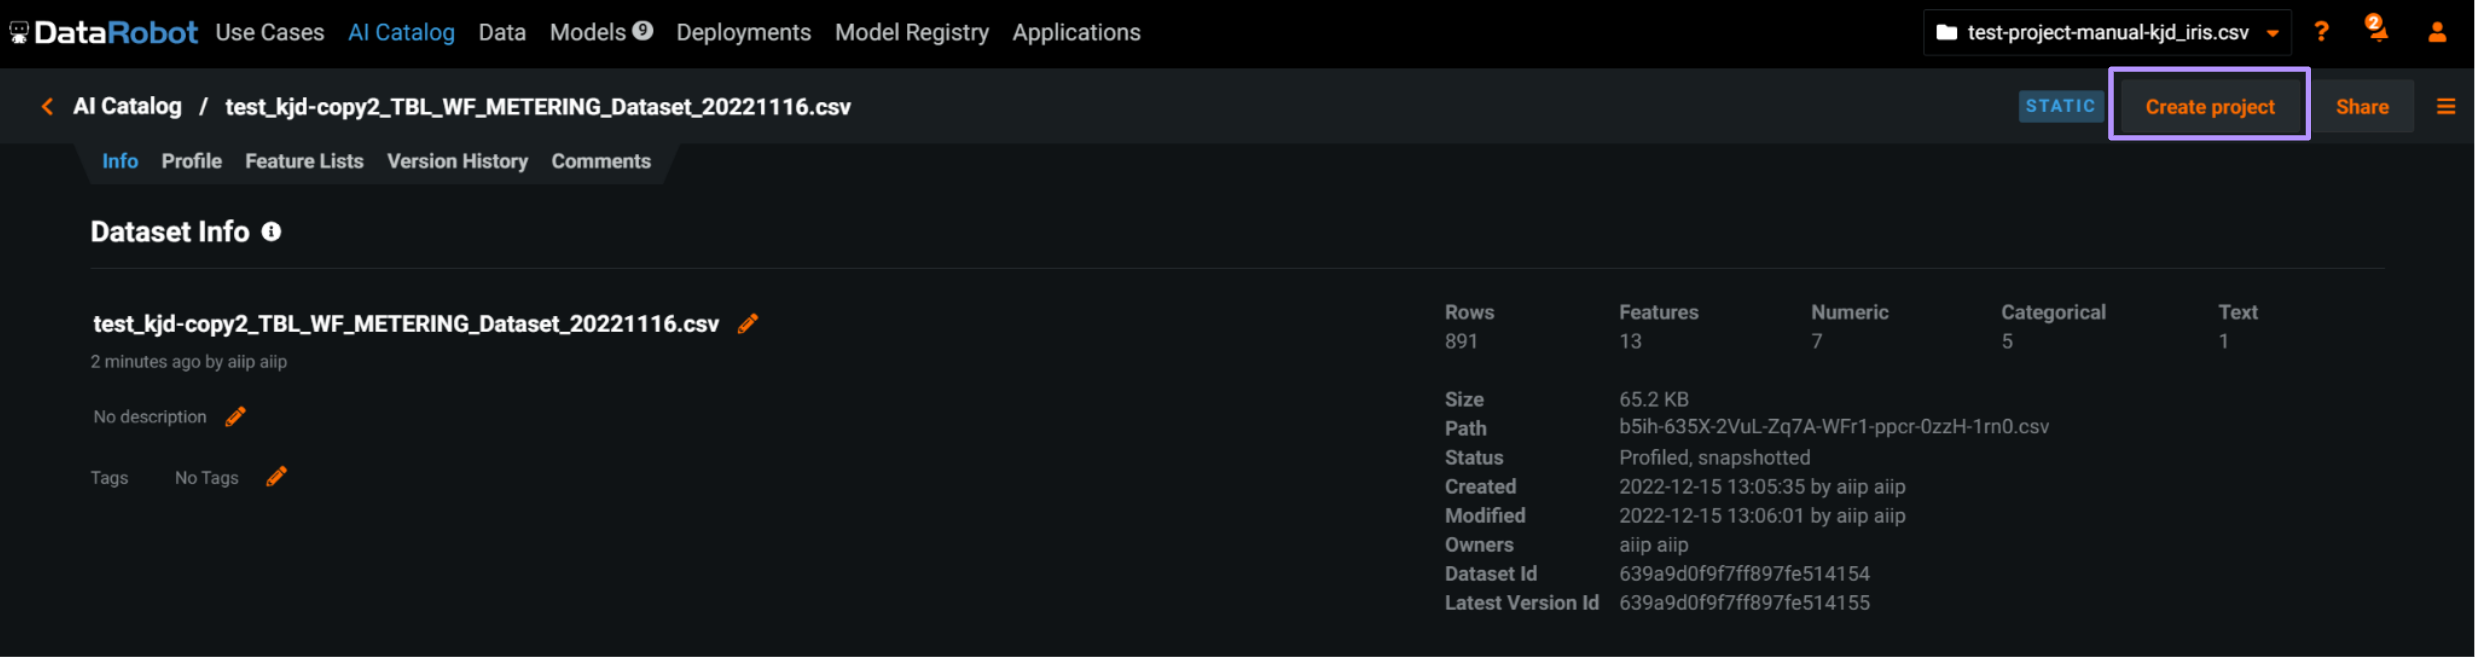 DataRobot Use Cases AI Catalog Data Models 9 Deployments Model Registry Applications test-project-manual-kjd_iris.csv ? 2
AI Catalog / test_kjd-copy2_TBL_WF_METERING_Dataset_20221116.csv STATIC Create project Share
Info Profile Feature Lists Version History Comments
Dataset Info
test_kjd-copy2_TBL_WF_METERING_Dataset_20221116.csv
2 minutes ago by aiip aiip
No description
Tags No Tags
Rows Features Numeric Categorical Text
891 13 7 5 1
Size 65.2 KB
Path b5ih-635X-2VuL-Zq7A-WFr1-ppcr-0zzH-1rn0.csv
Status Profiled, snapshotted
Created 2022-12-15 13:05:35 by aiip aiip
Modified 2022-12-15 13:06:01 by aiip aiip
Owners aiip aiip
Dataset Id 639a9d0f9f7ff897fe514154
Latest Version Id 639a9d0f9f7ff897fe514155